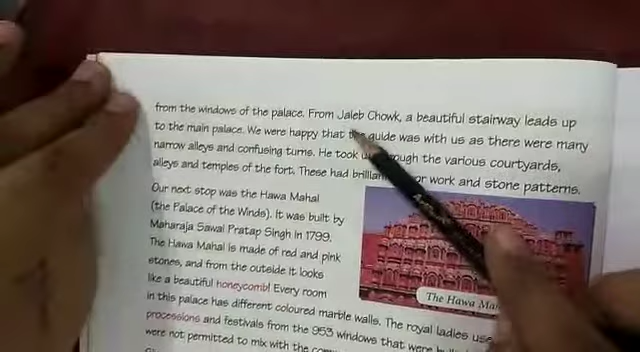 from the windows of the palace. From Jaleb Chowk, a beautiful stairway leads up
to the main palace. We were happy that the guide was with us as there were many
narrow alleys and confusing turns. He took through the various courtyards,
alleys and temples of the fort. These had work and stone patterns.
Our next stop was the Hawa Mahal
(the Palace of the Winds). It was built by
Maharaja Sawai Pratap Singh in 1799.
The Hawa Mahal is made of red and pink
stones, and from the outside it looks
like a beautiful honeycomb! Every room
in this palace has different coloured marble walls. The royal ladies
processions and festivals from the 953 windows that were
were not permitted to mix with the
The Hawa